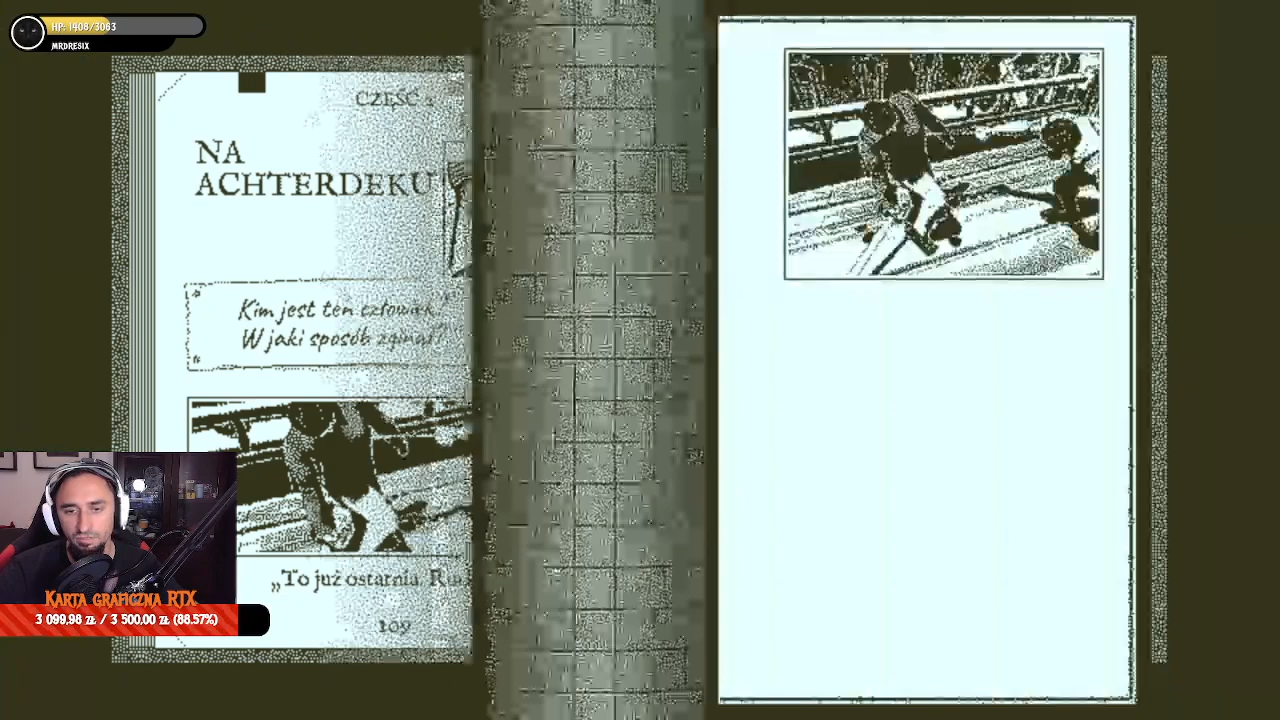 HP: 1408/3063
MRDRESIX
CZĘŚĆ 2
NA
ACHTERDEKU
Kim jest ten człowiek
W jaki sposób zginął?
„To już ostatnia.
109
KARTA GRAFICZNA RTX
3 099,98 ZŁ / 3 500,00 ZŁ (88.57%)